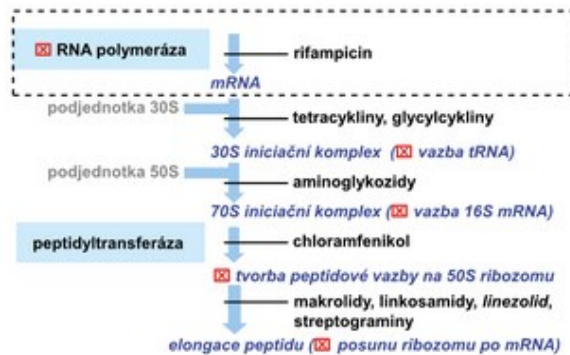 ☒ RNA polymeráza
rifampicin
mRNA
podjednotka 30S
tetracykliny, glycylcykliny
30S iniciační komplex (☒ vazba tRNA)
podjednotka 50S
aminoglykozidy
70S iniciační komplex (☒ vazba 16S mRNA)
peptidyltransferáza
chloramfenikol
☒ tvorba peptidové vazby na 50S ribozomu
makrolidy, linkosamidy, linezolid,
streptograminy
elongace peptidu (☒ posunu ribozomu po mRNA)